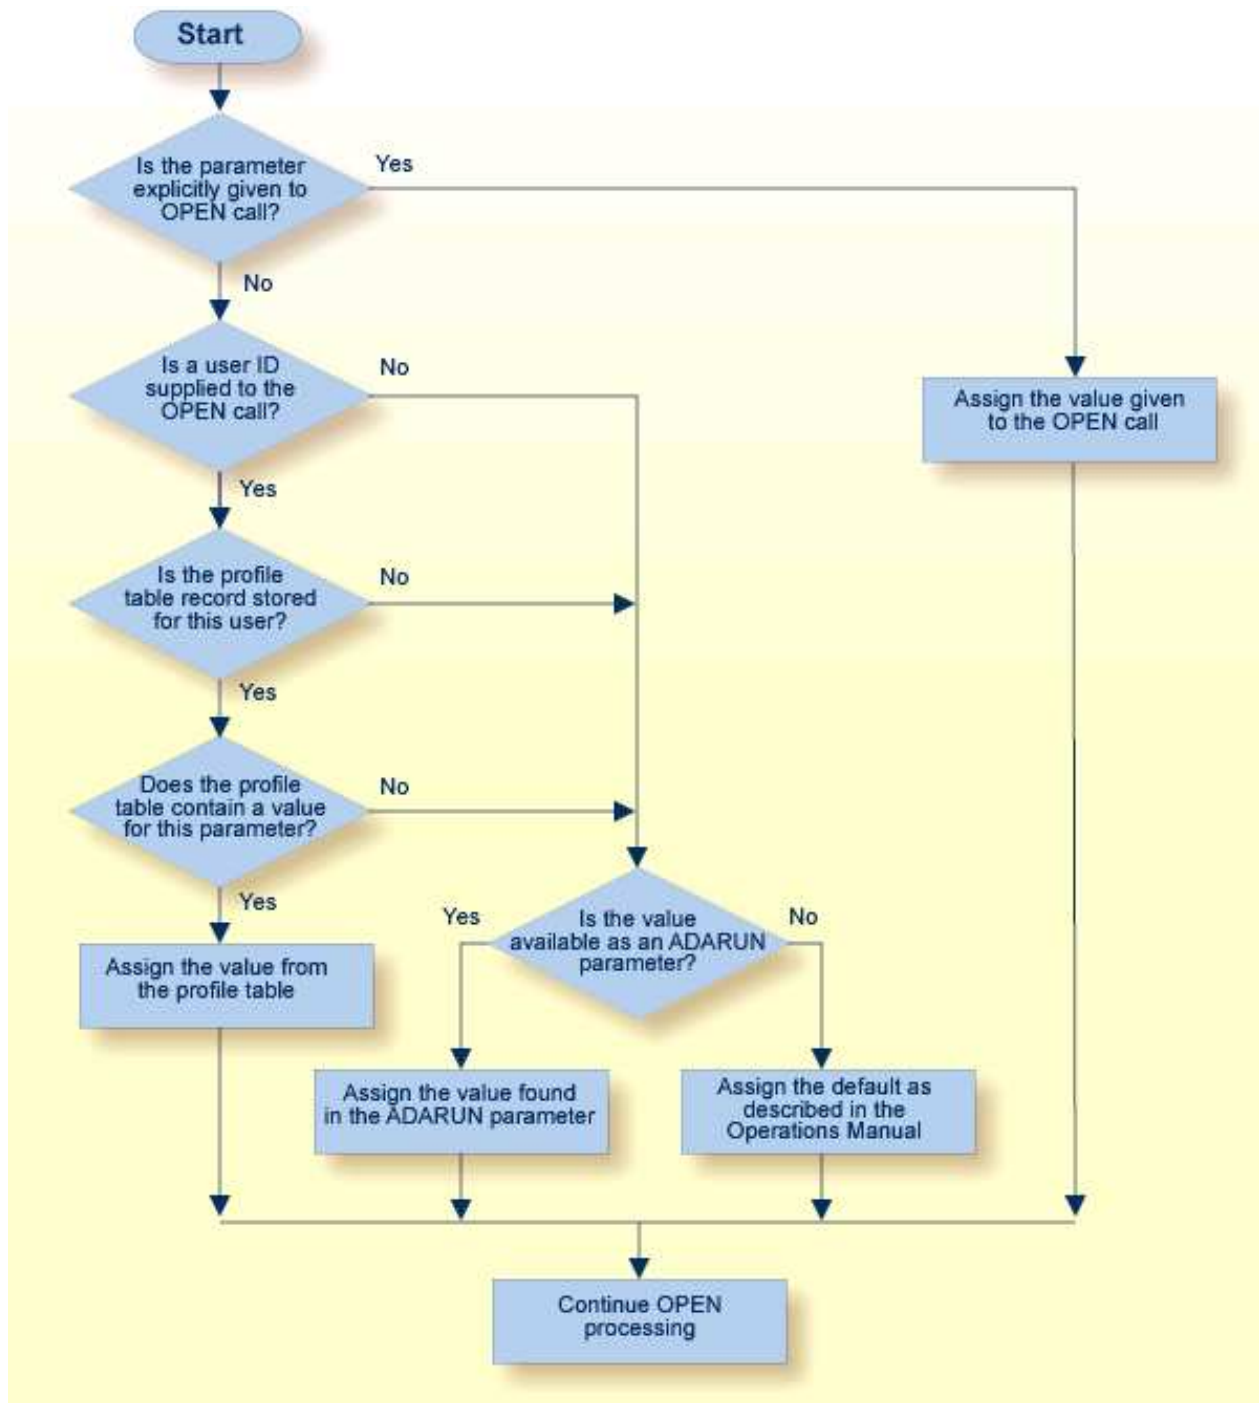 Start
Is the parameter
explicitly given to
OPEN call?
Yes
No
Is a user ID
supplied to the
OPEN call?
No
Assign the value given
to the OPEN call
Yes
Is the profile
table record stored
for this user?
No
Yes
Does the profile
table contain a value
for this parameter?
No
Yes
Assign the value from
the profile table
Yes
Is the value
available as an ADARUN
parameter?
No
Assign the value found
in the ADARUN parameter
Assign the default as
described in the
Operations Manual
Continue OPEN
processing